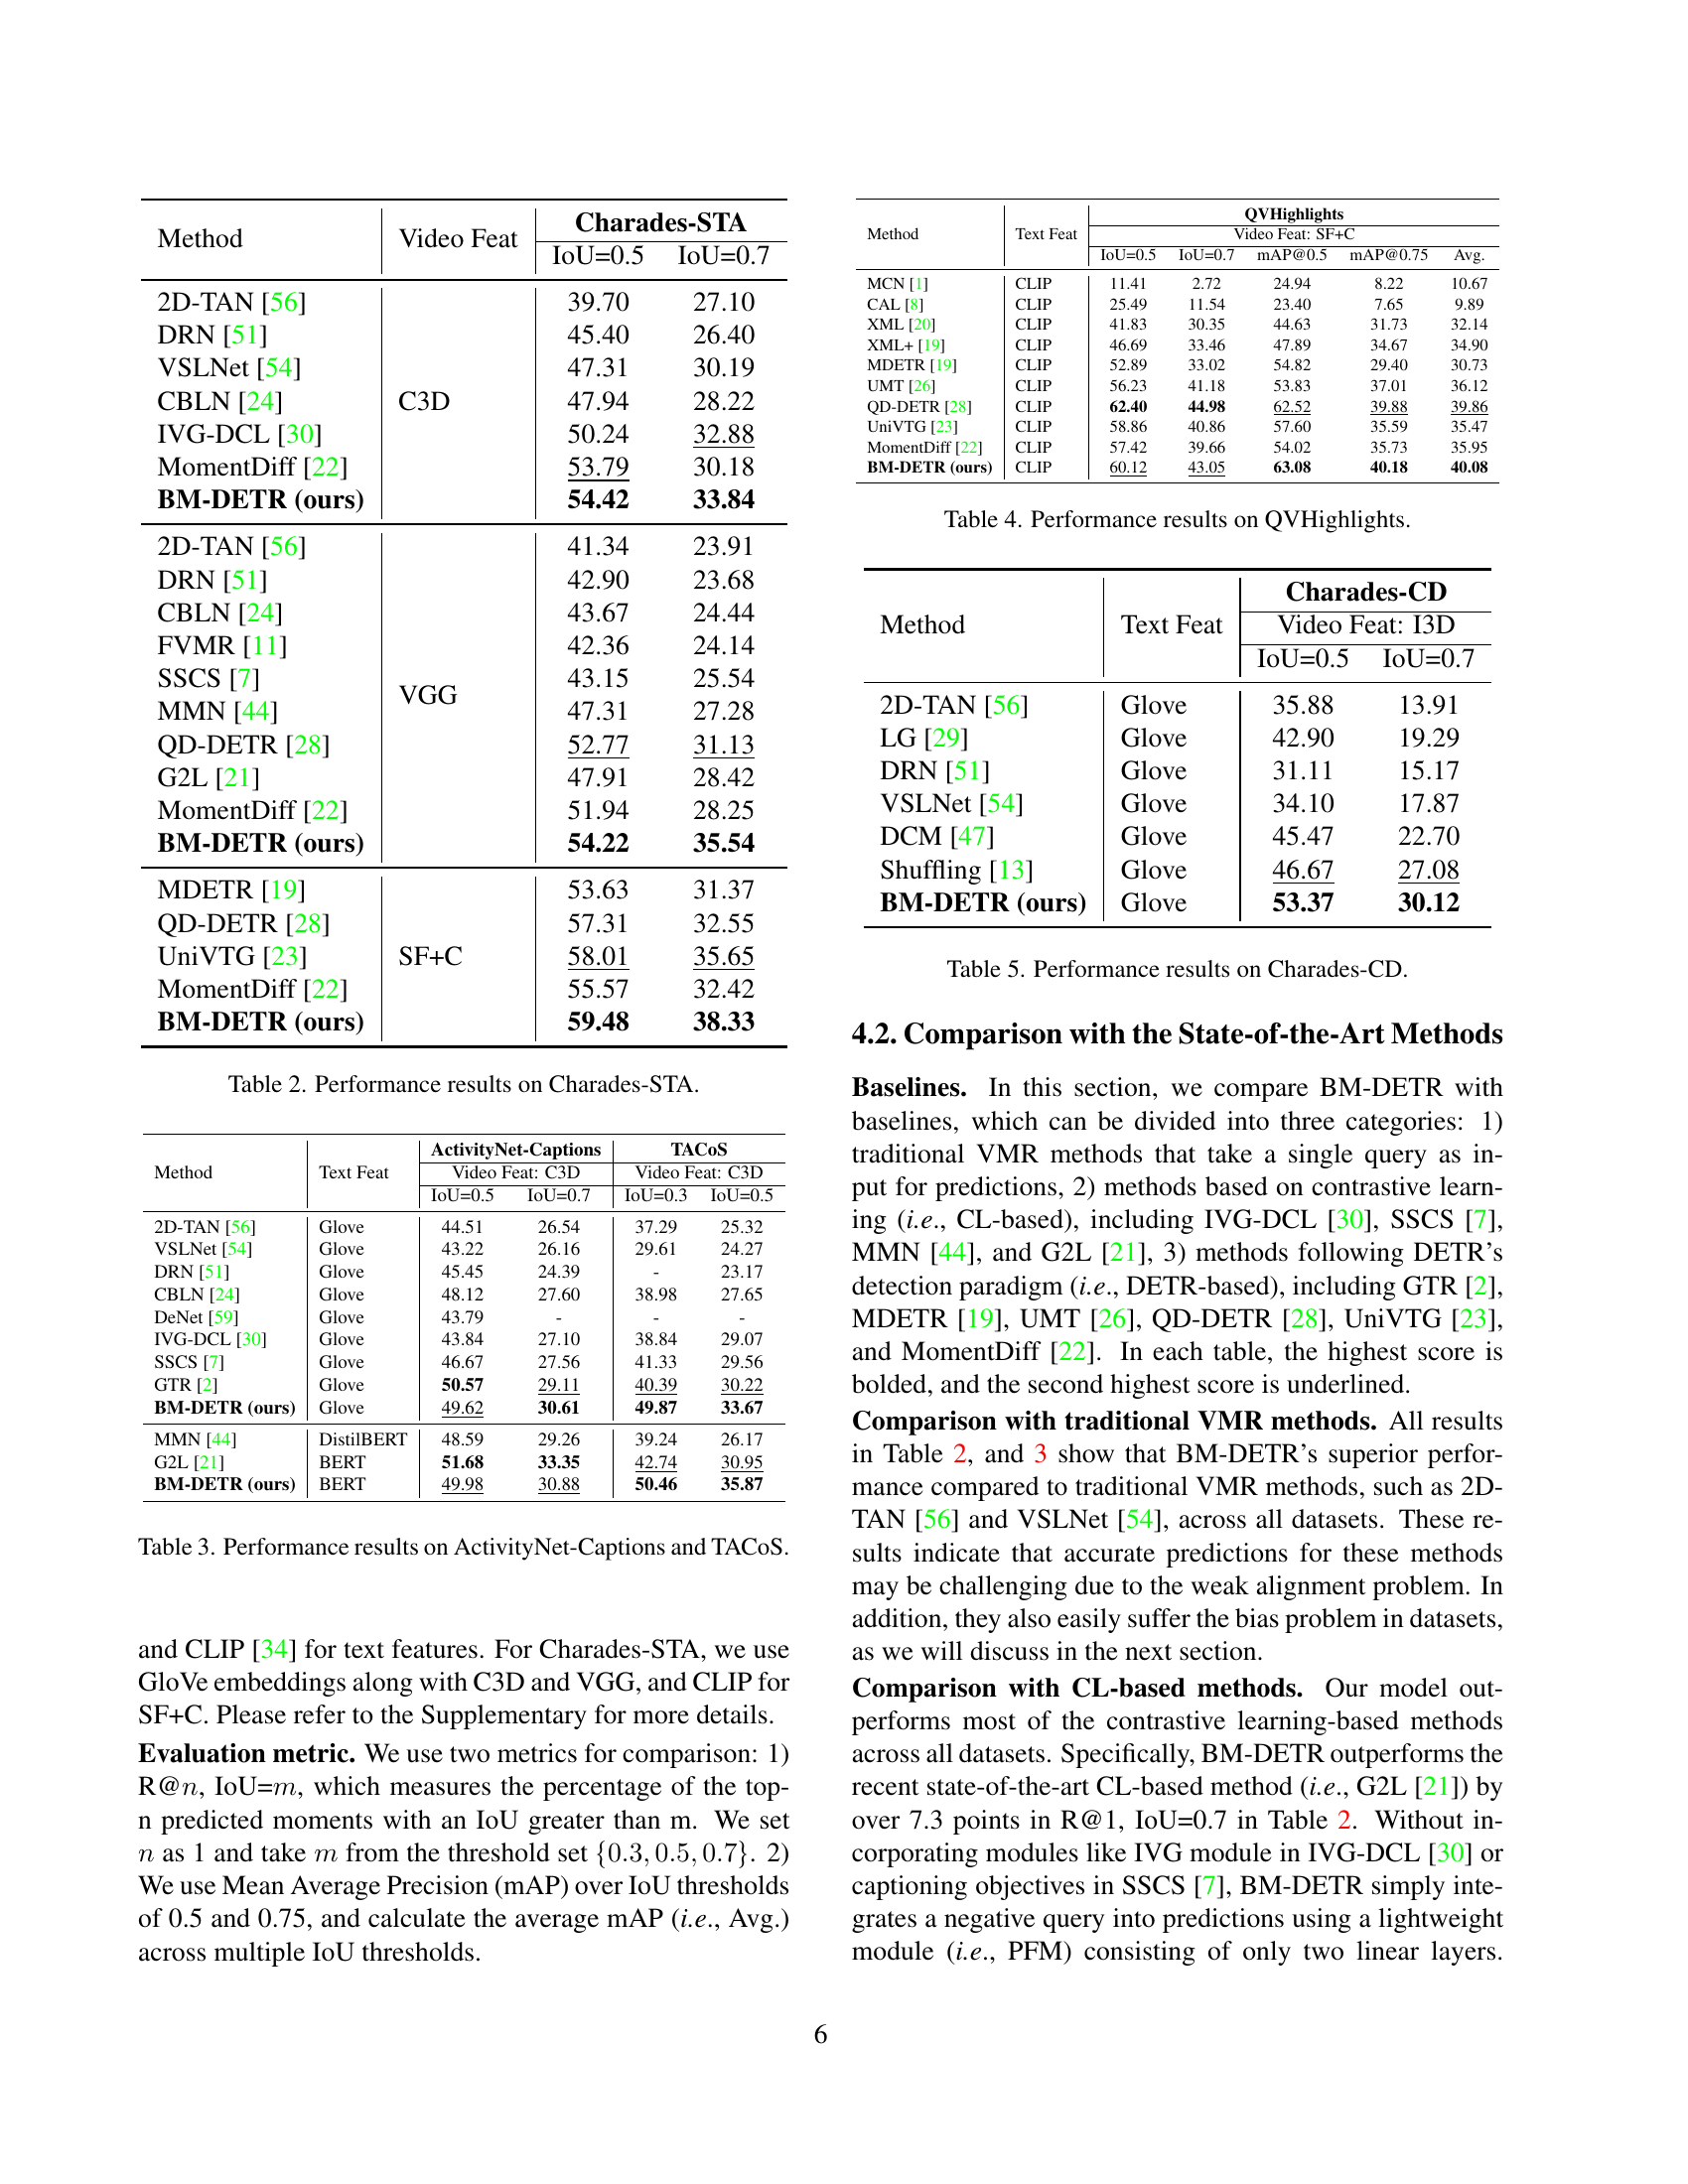 Method Video Feat Charades-STA
IoU=0.5 IoU=0.7
2D-TAN [56] 39.70 27.10
DRN [51] 45.40 26.40
VSLNet [54] 47.31 30.19
CBLN [24] C3D 47.94 28.22
IVG-DCL [30] 50.24 32.88
MomentDiff [22] 53.79 30.18
BM-DETR (ours) 54.42 33.84
2D-TAN [56] 41.34 23.91
DRN [51] 42.90 23.68
CBLN [24] 43.67 24.44
FVMR [11] 42.36 24.14
SSCS [7] VGG 43.15 25.54
MMN [44] 47.31 27.28
QD-DETR [28] 52.77 31.13
G2L [21] 47.91 28.42
MomentDiff [22] 51.94 28.25
BM-DETR (ours) 54.22 35.54
MDETR [19] 53.63 31.37
QD-DETR [28] 57.31 32.55
UniVTG [23] SF+C 58.01 35.65
MomentDiff [22] 55.57 32.42
BM-DETR (ours) 59.48 38.33
Table 2. Performance results on Charades-STA.
ActivityNet-Captions TACoS
Method Text Feat Video Feat: C3D Video Feat: C3D
IoU=0.5 IoU=0.7 IoU=0.3 IoU=0.5
2D-TAN [56] Glove 44.51 26.54 37.29 25.32
VSLNet [54] Glove 43.22 26.16 29.61 24.27
DRN [51] Glove 45.45 24.39 - 23.17
CBLN [24] Glove 48.12 27.60 38.98 27.65
DeNet [59] Glove 43.79 - - -
IVG-DCL [30] Glove 43.84 27.10 38.84 29.07
SSCS [7] Glove 46.67 27.56 41.33 29.56
GTR [2] Glove 50.57 29.11 40.39 30.22
BM-DETR (ours) Glove 49.62 30.61 49.87 33.67
MMN [44] DistilBERT 48.59 29.26 39.24 26.17
G2L [21] BERT 51.68 33.35 42.74 30.95
BM-DETR (ours) BERT 49.98 30.88 50.46 35.87
Table 3. Performance results on ActivityNet-Captions and TACoS.
and CLIP [34] for text features. For Charades-STA, we use
GloVe embeddings along with C3D and VGG, and CLIP for
SF+C. Please refer to the Supplementary for more details.
Evaluation metric. We use two metrics for comparison: 1)
R@n, IoU=m, which measures the percentage of the top-
n predicted moments with an IoU greater than m. We set
n as 1 and take m from the threshold set {0.3, 0.5, 0.7}. 2)
We use Mean Average Precision (mAP) over IoU thresholds
of 0.5 and 0.75, and calculate the average mAP (i.e., Avg.)
across multiple IoU thresholds.
QVHighlights
Method Text Feat Video Feat: SF+C
IoU=0.5 IoU=0.7 mAP@0.5 mAP@0.75 Avg.
MCN [1] CLIP 11.41 2.72 24.94 8.22 10.67
CAL [8] CLIP 25.49 11.54 23.40 7.65 9.89
XML [20] CLIP 41.83 30.35 44.63 31.73 32.14
XML+ [19] CLIP 46.69 33.46 47.89 34.67 34.90
MDETR [19] CLIP 52.89 33.02 54.82 29.40 30.73
UMT [26] CLIP 56.23 41.18 53.83 37.01 36.12
QD-DETR [28] CLIP 62.40 44.98 62.52 39.88 39.86
UniVTG [23] CLIP 58.86 40.86 57.60 35.59 35.47
MomentDiff [22] CLIP 57.42 39.66 54.02 35.73 35.95
BM-DETR (ours) CLIP 60.12 43.05 63.08 40.18 40.08
Table 4. Performance results on QVHighlights.
Charades-CD
Method Text Feat Video Feat: I3D
IoU=0.5 IoU=0.7
2D-TAN [56] Glove 35.88 13.91
LG [29] Glove 42.90 19.29
DRN [51] Glove 31.11 15.17
VSLNet [54] Glove 34.10 17.87
DCM [47] Glove 45.47 22.70
Shuffling [13] Glove 46.67 27.08
BM-DETR (ours) Glove 53.37 30.12
Table 5. Performance results on Charades-CD.
4.2. Comparison with the State-of-the-Art Methods
Baselines. In this section, we compare BM-DETR with
baselines, which can be divided into three categories: 1)
traditional VMR methods that take a single query as in-
put for predictions, 2) methods based on contrastive learn-
ing (i.e., CL-based), including IVG-DCL [30], SSCS [7],
MMN [44], and G2L [21], 3) methods following DETR's
detection paradigm (i.e., DETR-based), including GTR [2],
MDETR [19], UMT [26], QD-DETR [28], UniVTG [23],
and MomentDiff [22]. In each table, the highest score is
bolded, and the second highest score is underlined.
Comparison with traditional VMR methods. All results
in Table 2, and 3 show that BM-DETR's superior perfor-
mance compared to traditional VMR methods, such as 2D-
TAN [56] and VSLNet [54], across all datasets. These re-
sults indicate that accurate predictions for these methods
may be challenging due to the weak alignment problem. In
addition, they also easily suffer the bias problem in datasets,
as we will discuss in the next section.
Comparison with CL-based methods. Our model out-
performs most of the contrastive learning-based methods
across all datasets. Specifically, BM-DETR outperforms the
recent state-of-the-art CL-based method (i.e., G2L [21]) by
over 7.3 points in R@1, IoU=0.7 in Table 2. Without in-
corporating modules like IVG module in IVG-DCL [30] or
captioning objectives in SSCS [7], BM-DETR simply inte-
grates a negative query into predictions using a lightweight
module (i.e., PFM) consisting of only two linear layers.
6